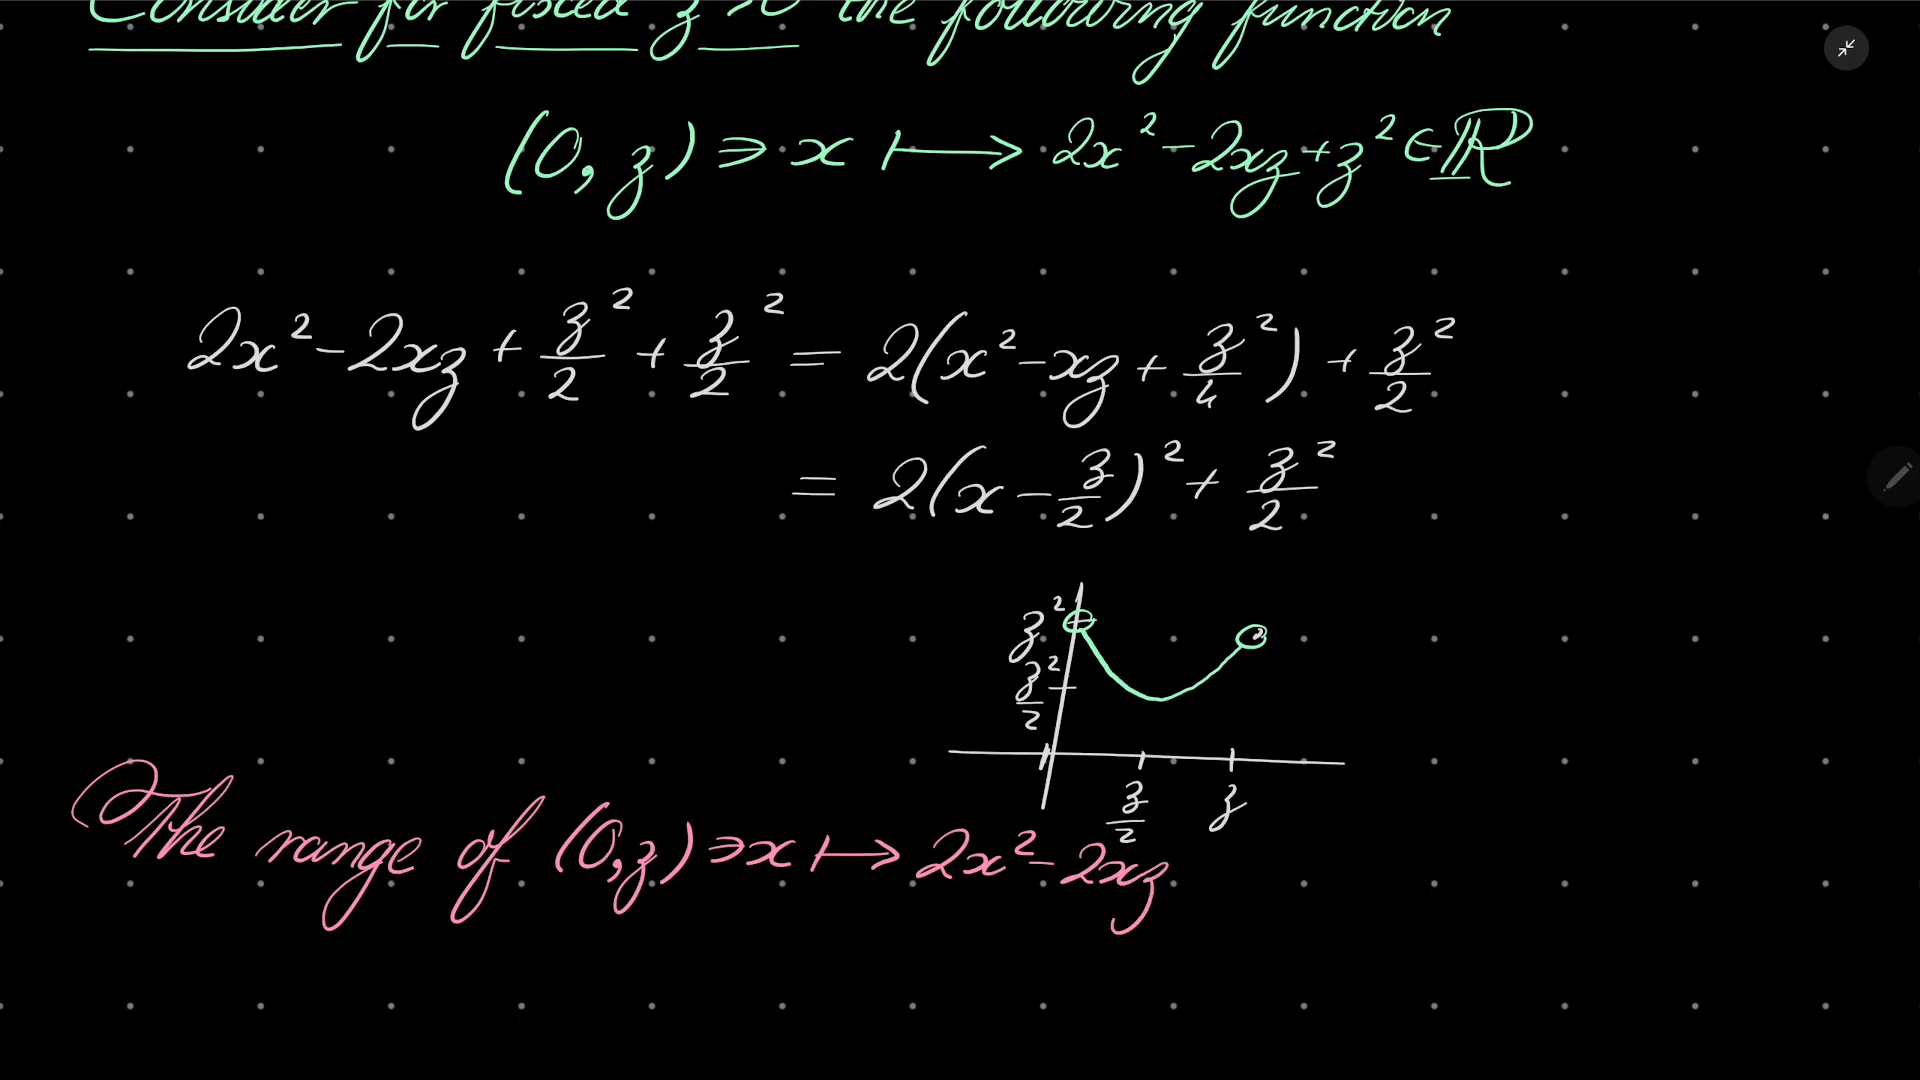 Consider for fixed z > 0 the following function
(0, z) ∋ x ⟼ 2x² - 2xz + z² ∈ ℝ
2x² - 2xz + z²/2 + z²/2 = 2(x² - xz + z²/4) + z²/2
= 2(x - z/2)² + z²/2
z²
z²/2
z/2 z
The range of (0, z) ∋ x ⟼ 2x² - 2xz